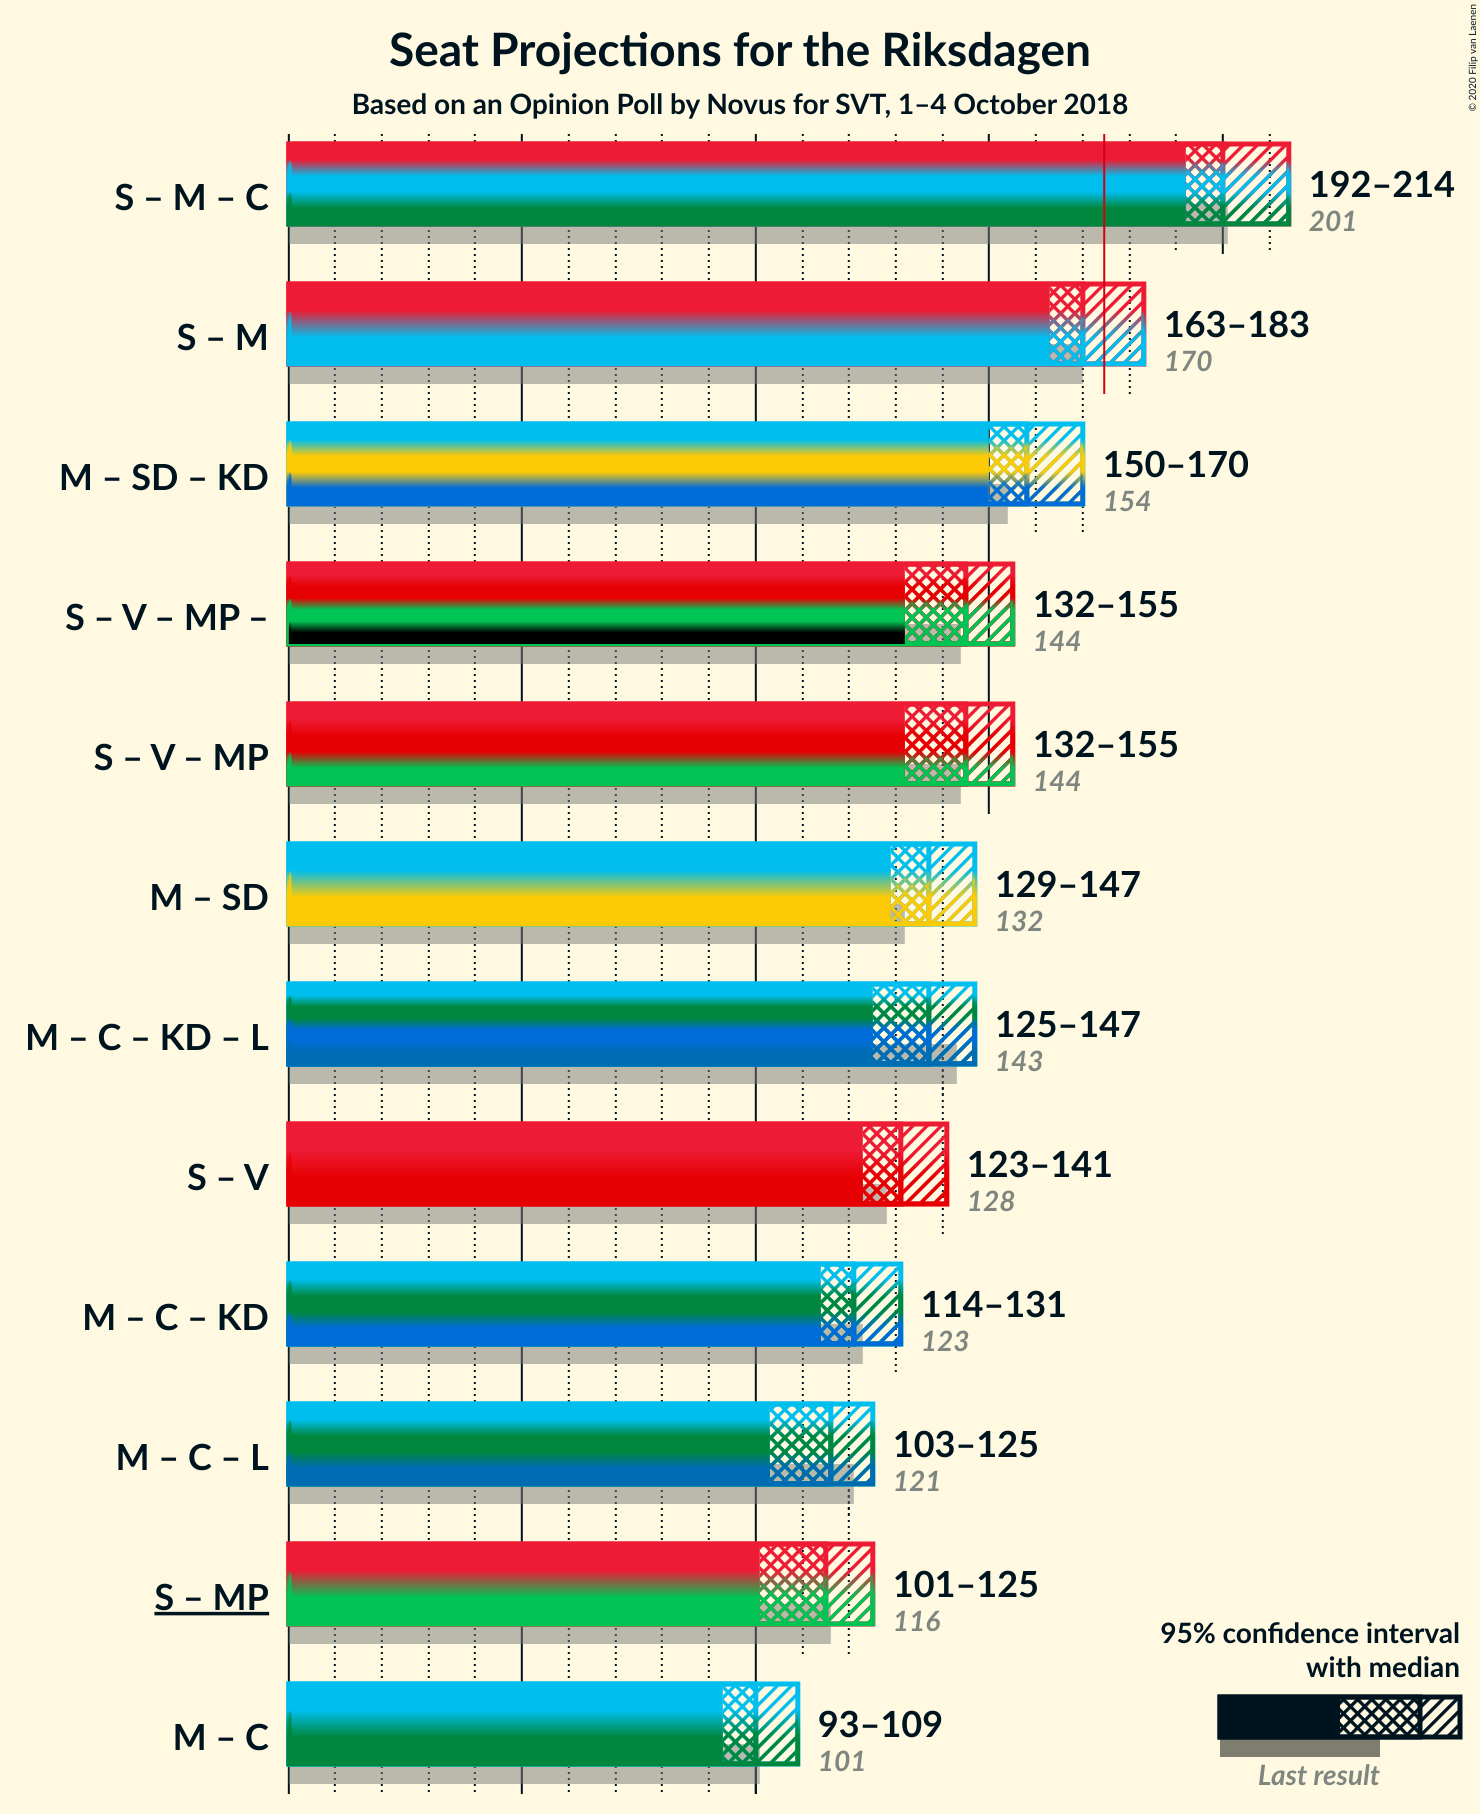 © 2020 Filip van Laenen
Seat Projections for the Riksdagen
Based on an Opinion Poll by Novus for SVT, 1–4 October 2018
S – M – C
192–214
201
S – M
163–183
170
M – SD – KD
150–170
154
S – V – MP –
132–155
144
S – V – MP
132–155
144
M – SD
129–147
132
M – C – KD – L
125–147
143
S – V
123–141
128
M – C – KD
114–131
123
M – C – L
103–125
121
S – MP
101–125
116
M – C
93–109
101
95% confidence interval
with median
Last result